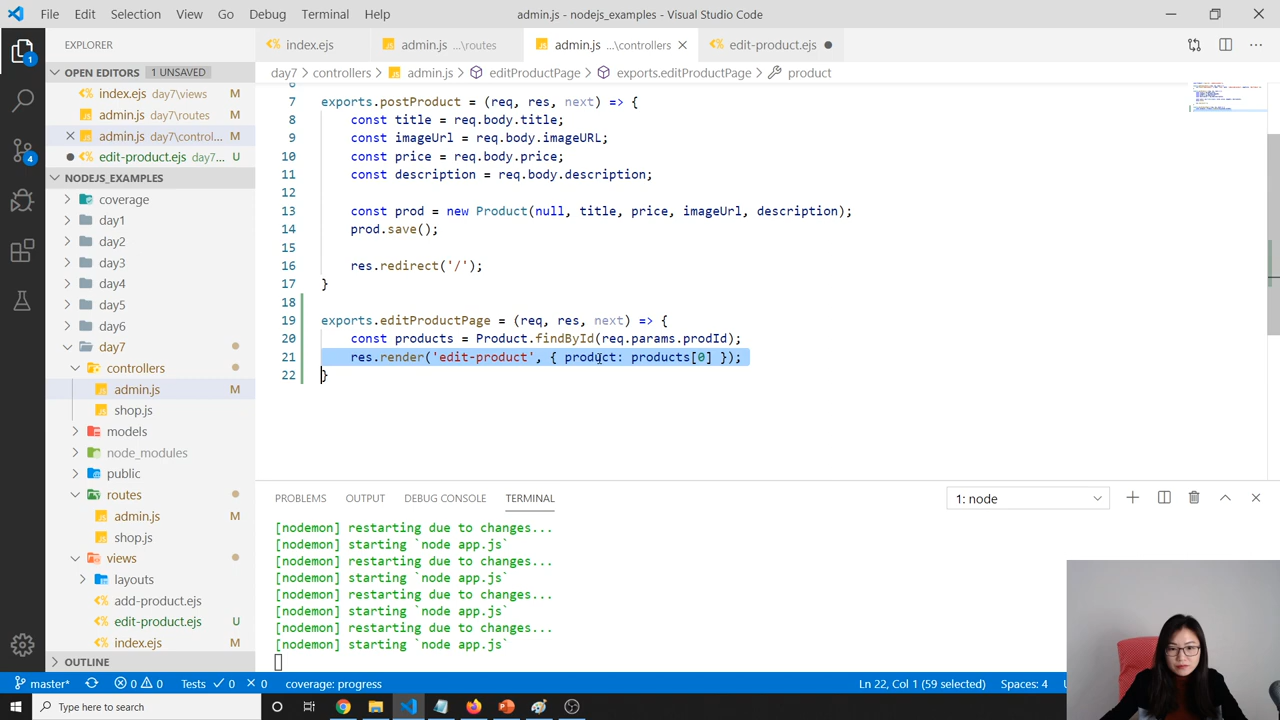 File Edit Selection View Go Debug Terminal Help admin.js - nodejs_examples - Visual Studio Code
EXPLORER
index.ejs admin.js ...\routes admin.js ...\controllers edit-product.ejs
OPEN EDITORS 1 UNSAVED
index.ejs day7\views M
admin.js day7\routes M
admin.js day7\control... M
edit-product.ejs day7... U
NODEJS_EXAMPLES
coverage
day1
day2
day3
day4
day5
day6
day7
controllers
admin.js M
shop.js
models
node_modules
public
routes
admin.js M
shop.js
views
layouts
add-product.ejs
edit-product.ejs U
index.ejs M
OUTLINE
day7 controllers admin.js editProductPage exports.editProductPage product
7 exports.postProduct = (req, res, next) => {
8 const title = req.body.title;
9 const imageUrl = req.body.imageURL;
10 const price = req.body.price;
11 const description = req.body.description;
12
13 const prod = new Product(null, title, price, imageUrl, description);
14 prod.save();
15
16 res.redirect('/');
17 }
18
19 exports.editProductPage = (req, res, next) => {
20 const products = Product.findById(req.params.prodId);
21 res.render('edit-product', { product: products[0] });
22 }
PROBLEMS OUTPUT DEBUG CONSOLE TERMINAL 1: node
[nodemon] restarting due to changes...
[nodemon] starting `node app.js`
[nodemon] restarting due to changes...
[nodemon] starting `node app.js`
[nodemon] restarting due to changes...
[nodemon] starting `node app.js`
[nodemon] restarting due to changes...
[nodemon] starting `node app.js`
master* 0 0 Tests 0 0 coverage: progress Ln 22, Col 1 (59 selected) Spaces: 4
Type here to search
1
4